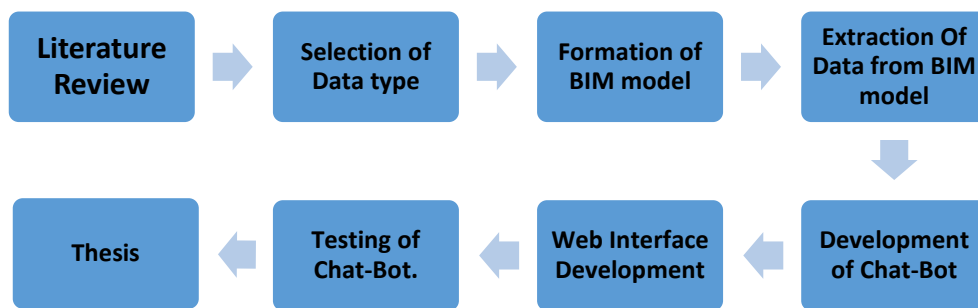 Literature
Review
Selection of
Data type
Formation of
BIM model
Extraction Of
Data from BIM
model
Development
of Chat-Bot
Web Interface
Development
Testing of
Chat-Bot.
Thesis